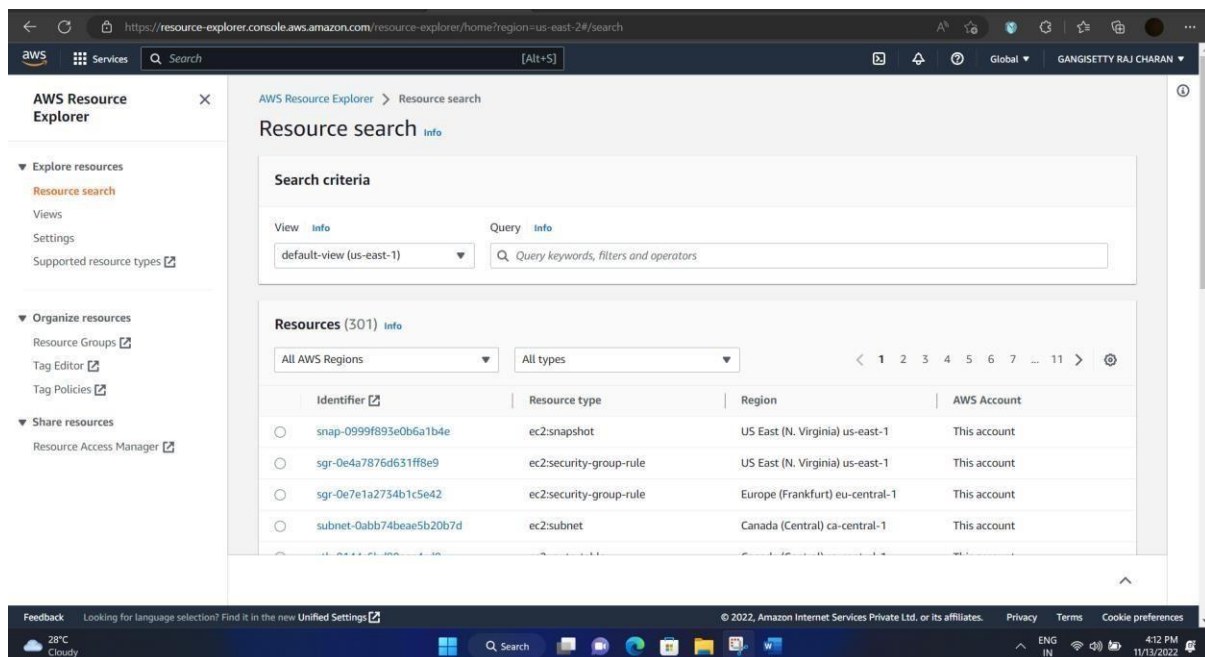 https://resource-explorer.console.aws.amazon.com/resource-explorer/home?region=us-east-2#/search
aws Services Search [Alt+S] Global GANGISETTY RAJ CHARAN
AWS Resource Explorer
Explore resources
Resource search
Views
Settings
Supported resource types
Organize resources
Resource Groups
Tag Editor
Tag Policies
Share resources
Resource Access Manager
AWS Resource Explorer > Resource search
Resource search Info
Search criteria
View Info Query Info
default-view (us-east-1) Query keywords, filters and operators
Resources (301) Info
All AWS Regions All types < 1 2 3 4 5 6 7 ... 11 >
Identifier Resource type Region AWS Account
snap-0999f893e0b6a1b4e ec2:snapshot US East (N. Virginia) us-east-1 This account
sgr-0e4a7876d631ff8e9 ec2:security-group-rule US East (N. Virginia) us-east-1 This account
sgr-0e7e1a2734b1c5e42 ec2:security-group-rule Europe (Frankfurt) eu-central-1 This account
subnet-0abb74beae5b20b7d ec2:subnet Canada (Central) ca-central-1 This account
Feedback Looking for language selection? Find it in the new Unified Settings © 2022, Amazon Internet Services Private Ltd. or its affiliates. Privacy Terms Cookie preferences
28°C
Cloudy
Search
ENG
IN
4:12 PM
11/13/2022